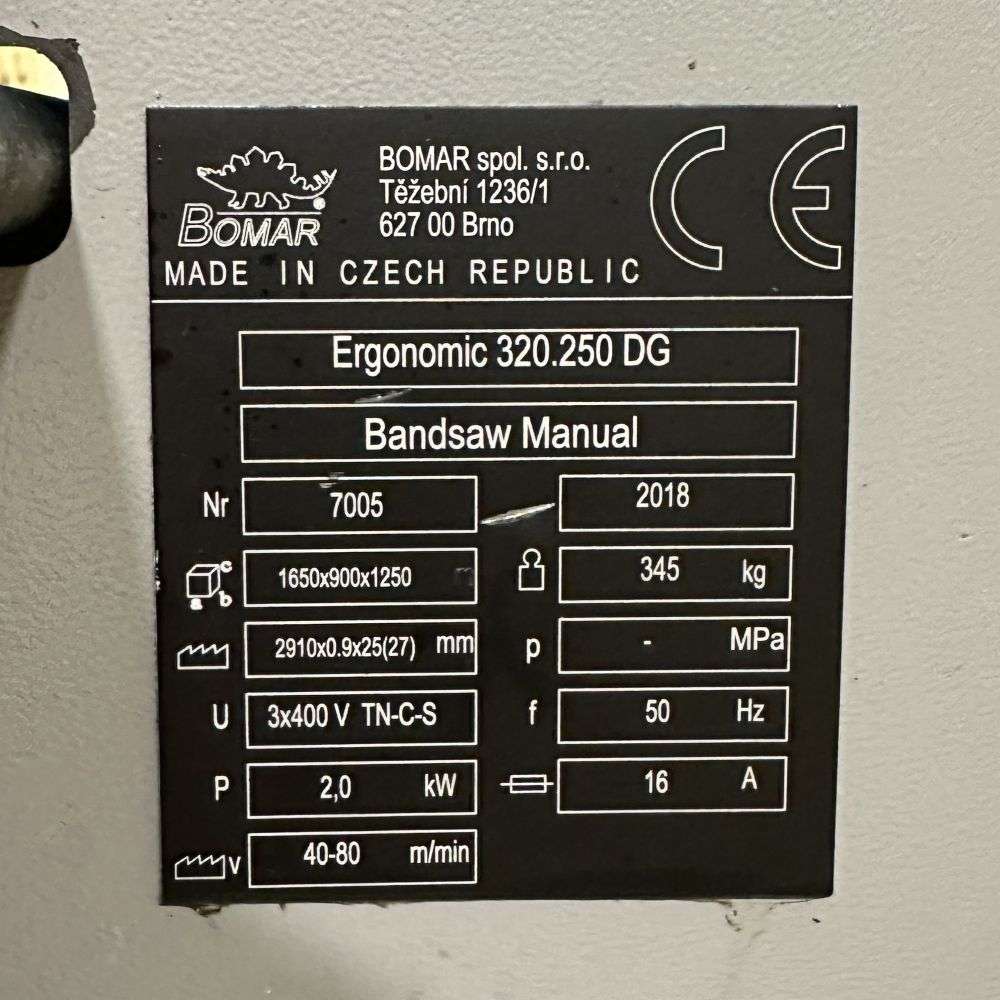 BOMAR
BOMAR spol. s.r.o.
Těžební 1236/1
627 00 Brno
CE
MADE IN CZECH REPUBLIC
Ergonomic 320.250 DG
Bandsaw Manual
Nr 7005 2018
a b c 1650x900x1250 345 kg
2910x0.9x25(27) mm p - MPa
U 3x400 V TN-C-S f 50 Hz
P 2,0 kW 16 A
v 40-80 m/min